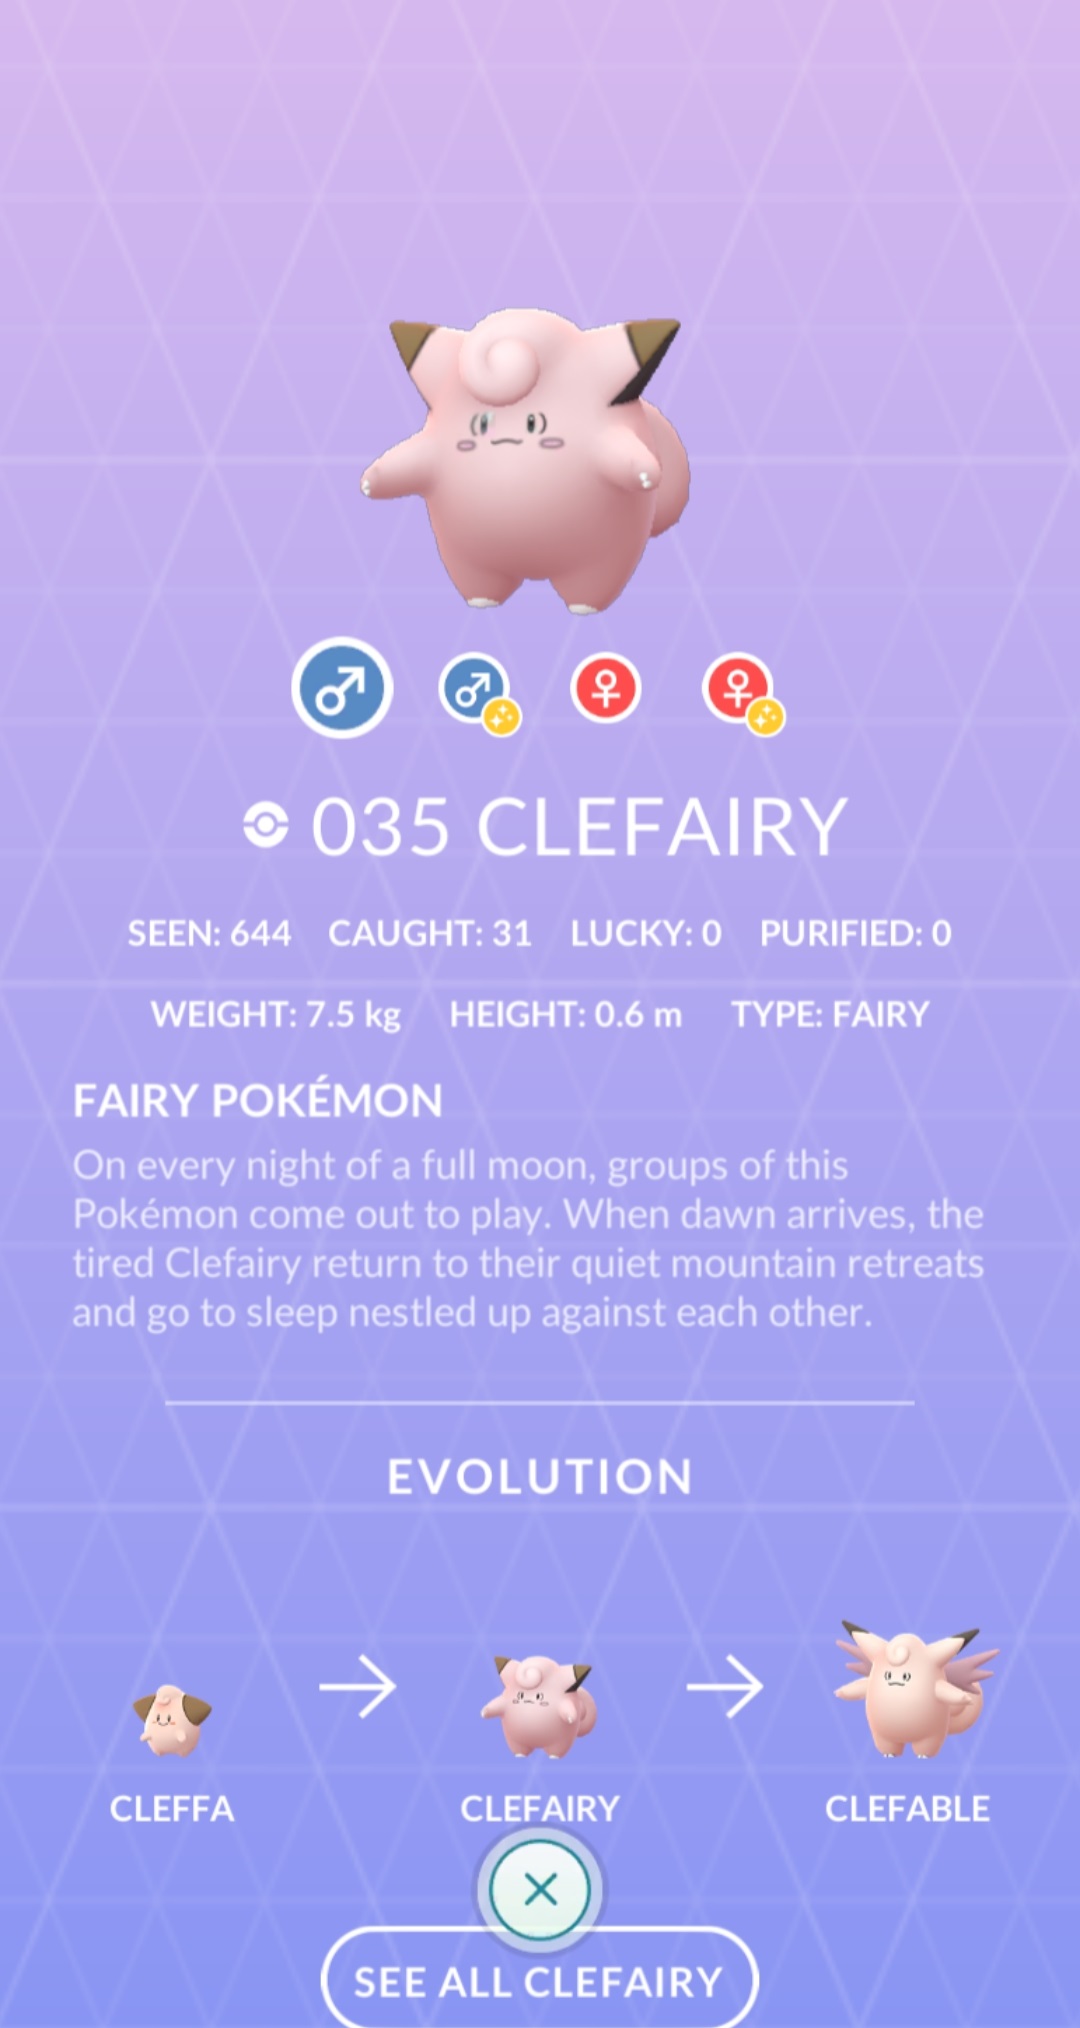 035 CLEFAIRY
SEEN: 644 CAUGHT: 31 LUCKY: 0 PURIFIED: 0
WEIGHT: 7.5 kg HEIGHT: 0.6 m TYPE: FAIRY
FAIRY POKÉMON
On every night of a full moon, groups of this
Pokémon come out to play. When dawn arrives, the
tired Clefairy return to their quiet mountain retreats
and go to sleep nestled up against each other.
EVOLUTION
CLEFFA CLEFAIRY CLEFABLE
SEE ALL CLEFAIRY